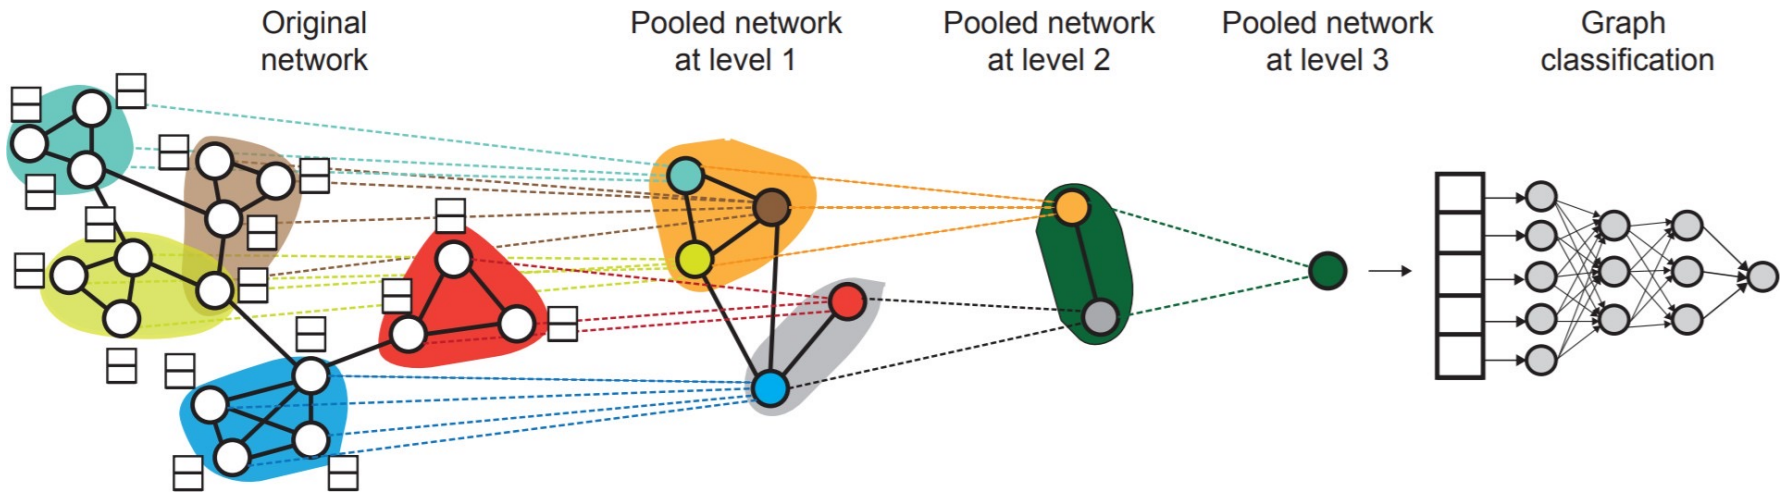 Original
network
Pooled network
at level 1
Pooled network
at level 2
Pooled network
at level 3
Graph
classification